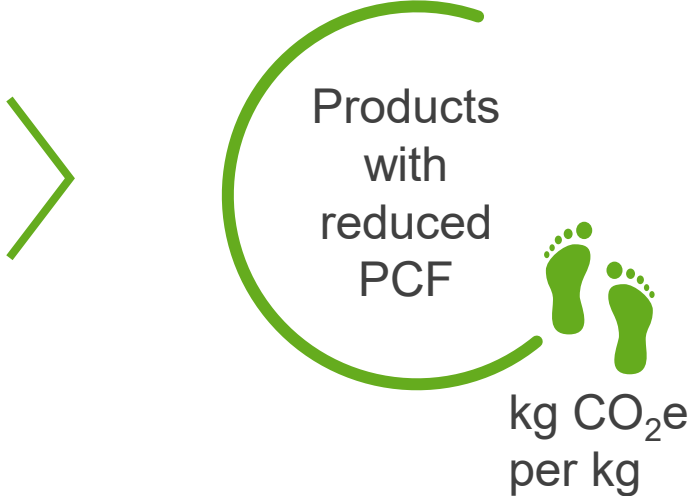 Products
with
reduced
PCF
kg CO₂e
per kg